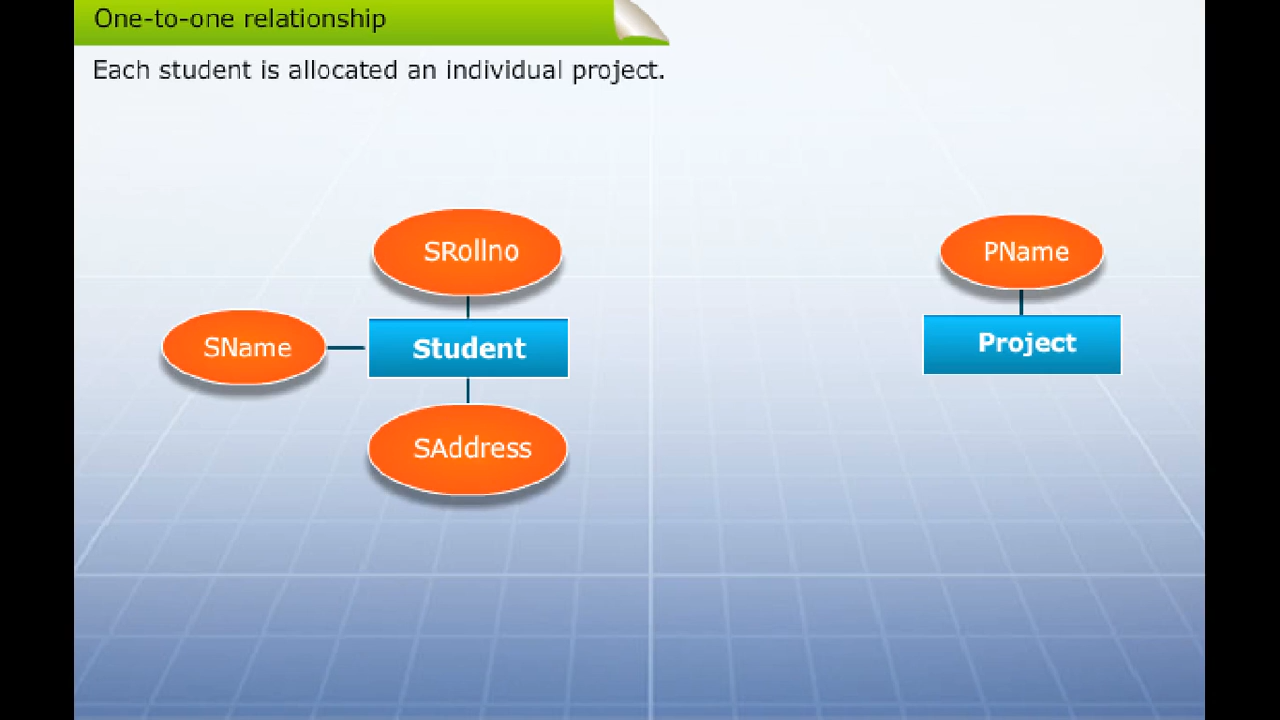 One-to-one relationship
Each student is allocated an individual project.
SRollno
PName
SName
Student
Project
SAddress